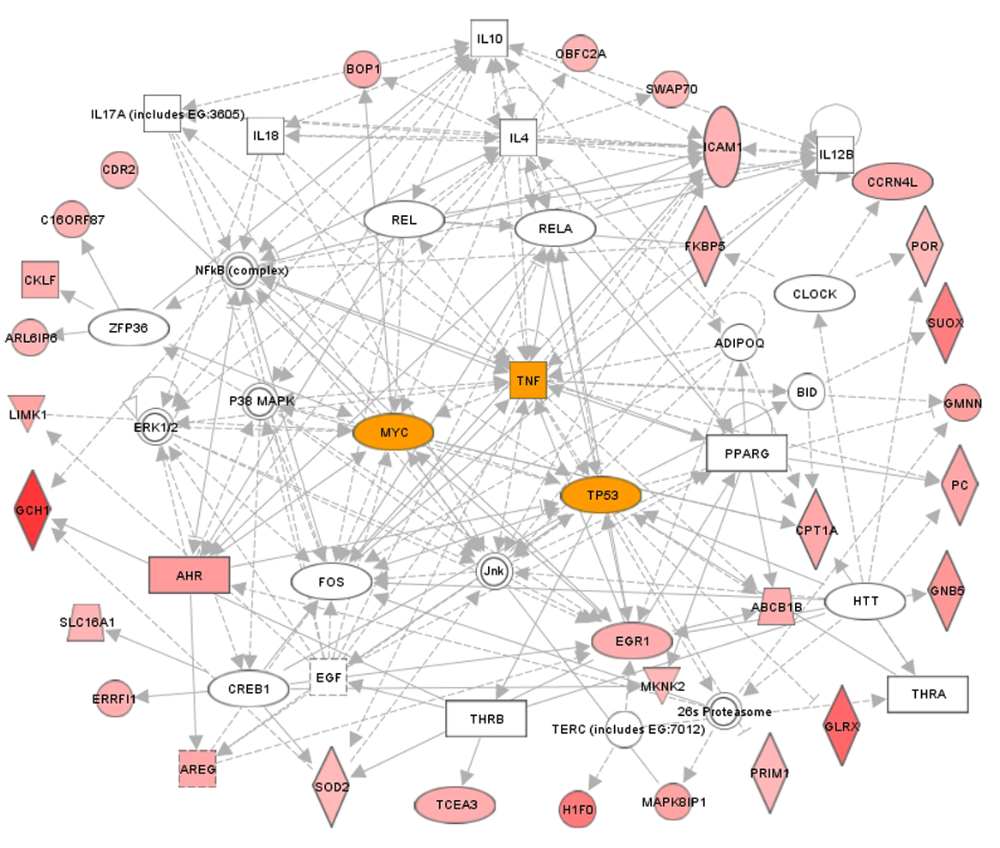 IL10
OBFC2A
BOP1
SWAP70
IL17A (includes EG:3605)
IL18
IL4
ICAM1
IL12B
CDR2
CCRN4L
C16ORF87
REL
RELA
FKBP5
POR
NFkB (complex)
CKLF
CLOCK
ZFP36
SUOX
ARL6IP6
ADIPOQ
TNF
BID
P38 MAPK
GMNN
LIMK1
ERK1/2
MYC
PPARG
PC
TP53
GCH1
CPT1A
Jnk
AHR
FOS
GNB5
HTT
ABCB1B
SLC16A1
EGR1
EGF
MKNK2
CREB1
THRA
ERRFI1
26s Proteasome
THRB
TERC (includes EG:7012)
GLRX
AREG
PRIM1
SOD2
TCEA3
H1F0
MAPK8IP1